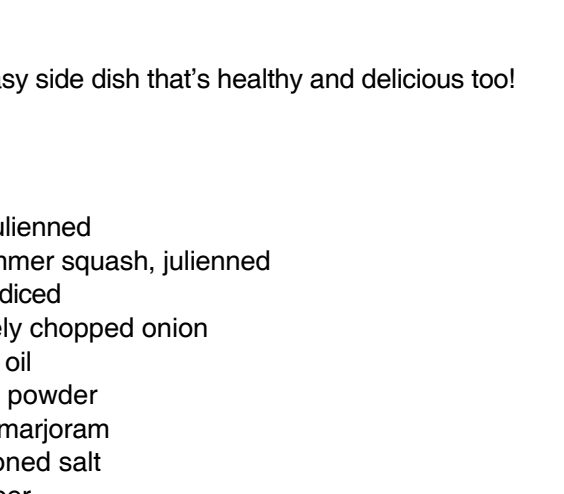 asy side dish that's healthy and delicious too!
ulienned
mmer squash, julienned
diced
ely chopped onion
oil
powder
marjoram
oned salt